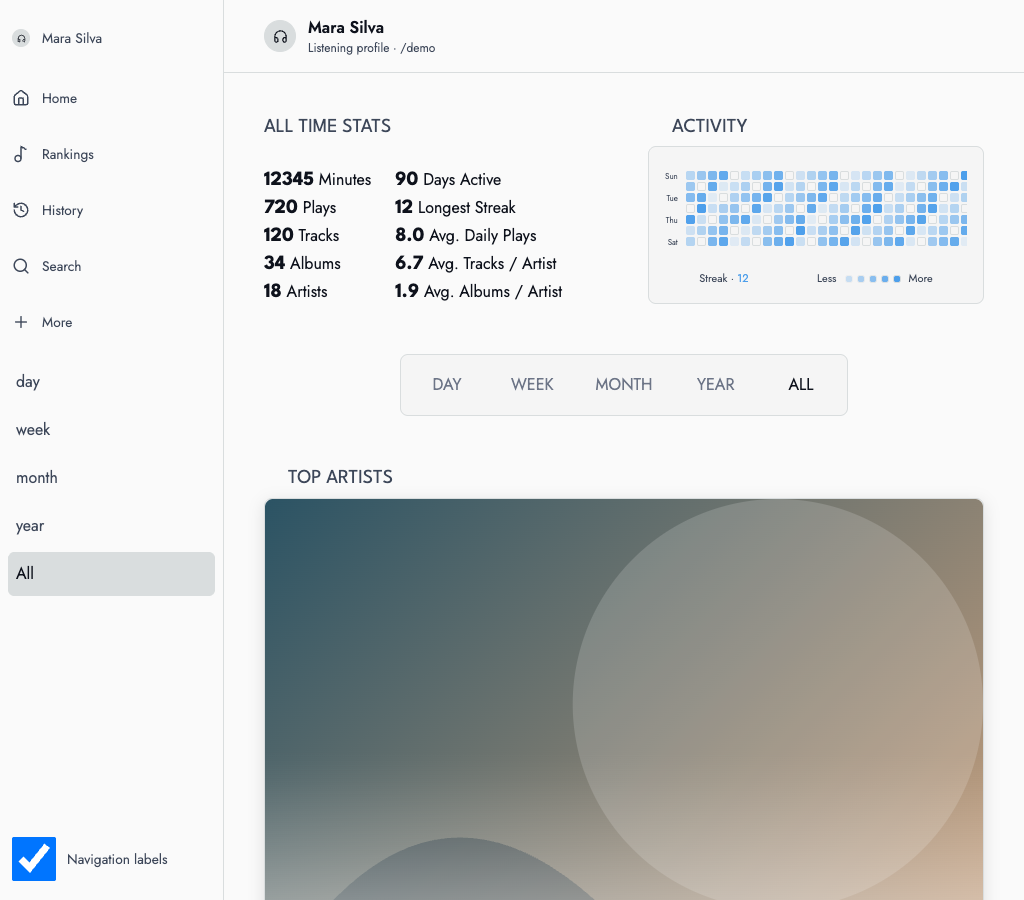 Mara Silva
Home
Rankings
History
Search
More
day
week
month
year
All
Navigation labels
Mara Silva
Listening profile · /demo
ALL TIME STATS
12345 Minutes
720 Plays
120 Tracks
34 Albums
18 Artists
90 Days Active
12 Longest Streak
8.0 Avg. Daily Plays
6.7 Avg. Tracks / Artist
1.9 Avg. Albums / Artist
ACTIVITY
Sun
Tue
Thu
Sat
Streak · 12
Less More
DAY WEEK MONTH YEAR ALL
TOP ARTISTS